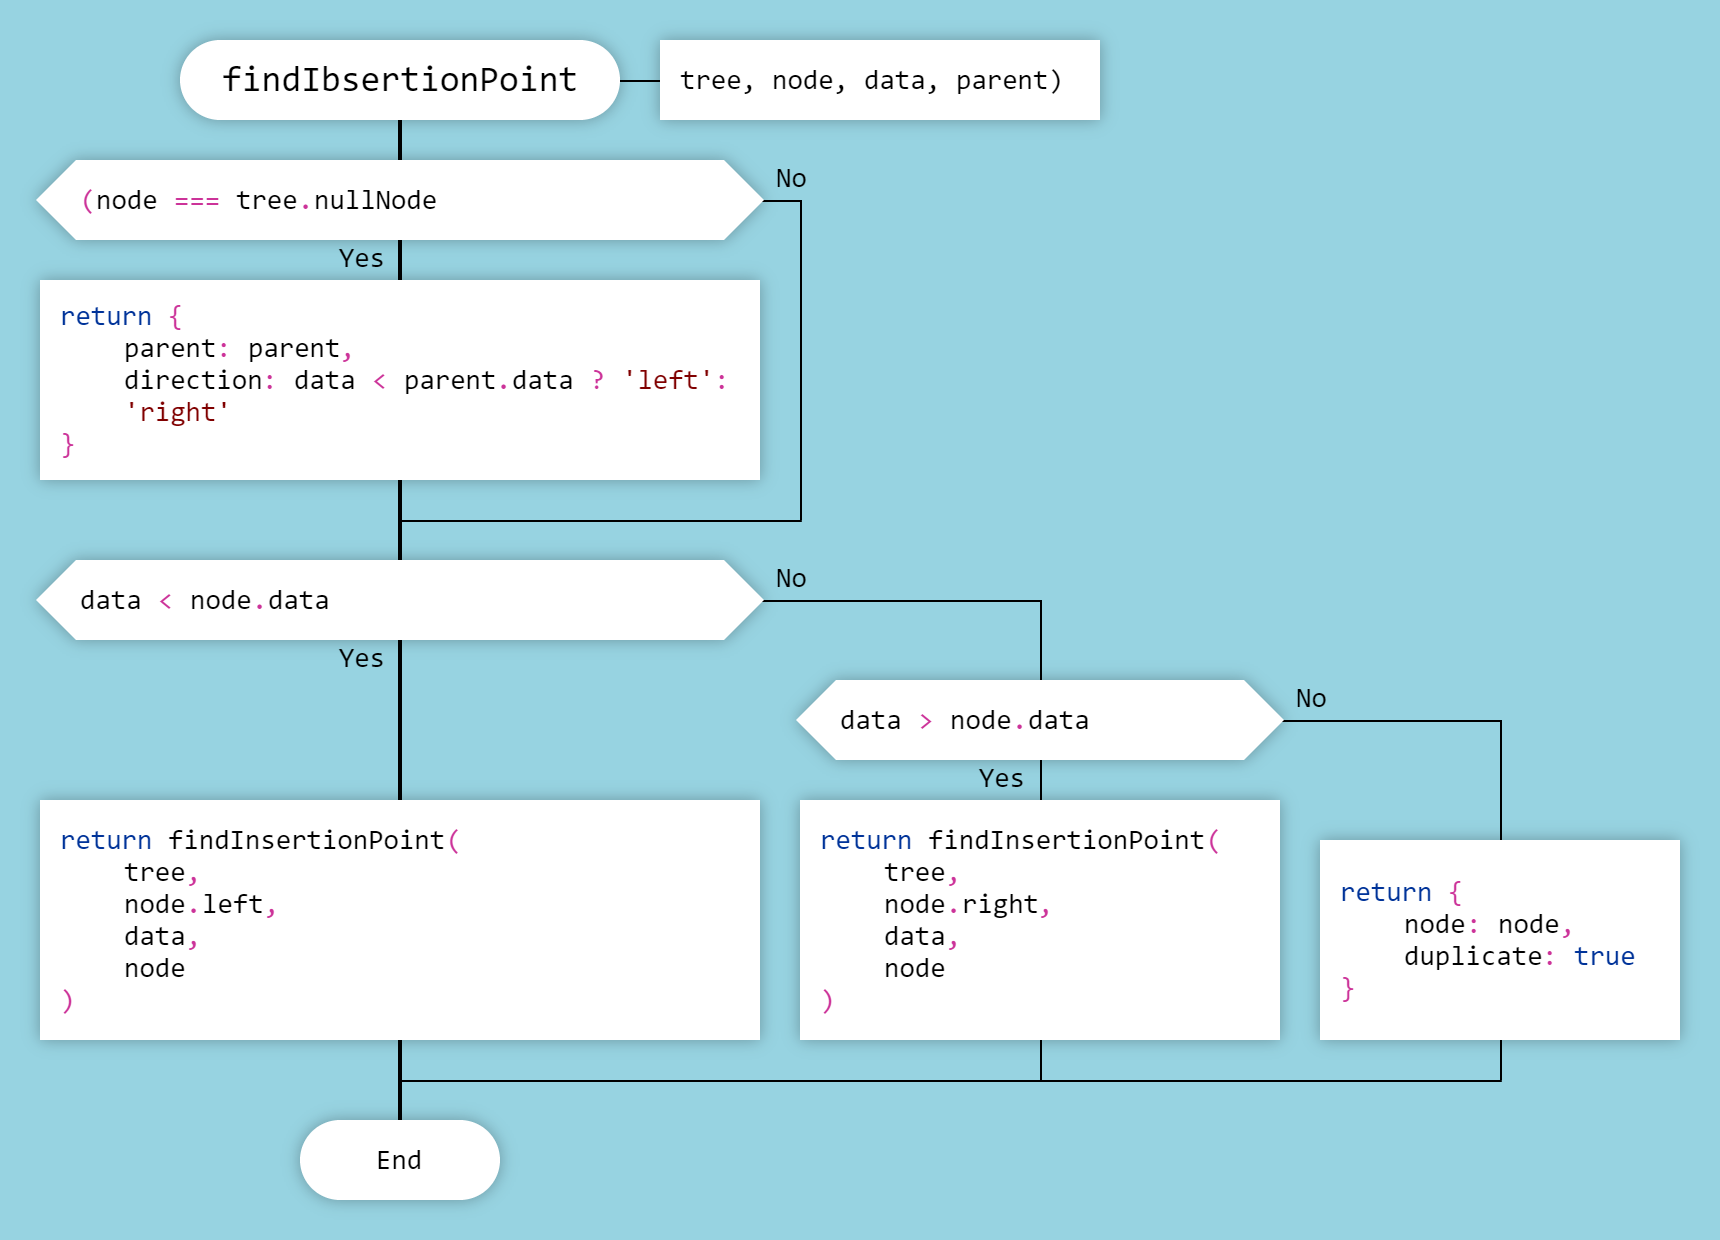 findIbsertionPoint
tree, node, data, parent)
(node === tree.nullNode
No
Yes
return {
parent: parent,
direction: data < parent.data ? 'left':
'right'
}
data < node.data
No
Yes
data > node.data
No
Yes
return findInsertionPoint(
tree,
node.left,
data,
node
)
return findInsertionPoint(
tree,
node.right,
data,
node
)
return {
node: node,
duplicate: true
}
End